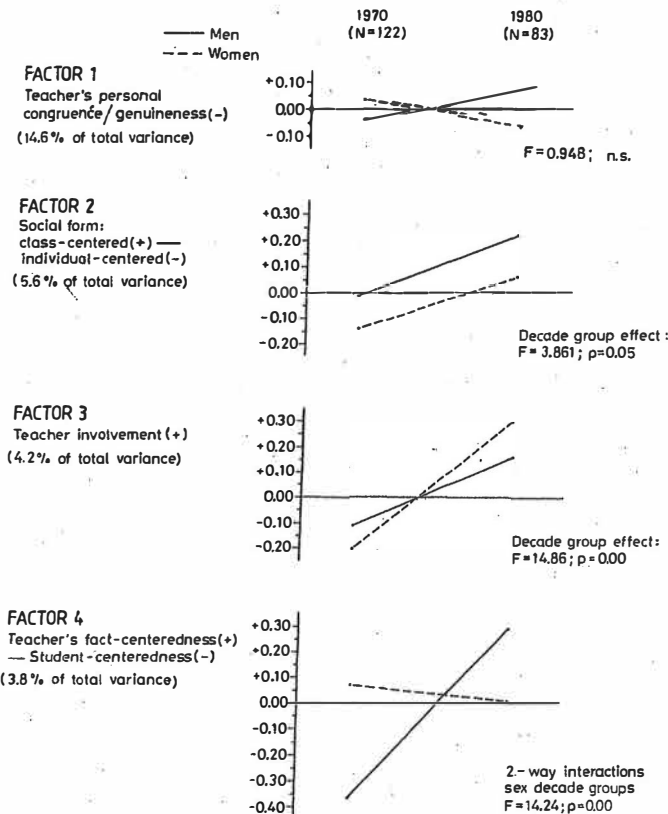 1970 1980
(N=122) (N=83)
Men
Women
FACTOR 1
Teacher's personal
congruence/genuineness(-)
(14.6% of total variance)
+0.10
0.00
-0.10
F=0.948; n.s.
FACTOR 2
Social form:
class-centered(+) —
individual-centered(-)
(5.6% of total variance)
+0.30
+0.20
+0.10
0.00
-0.10
-0.20
Decade group effect:
F=3.861; p=0.05
FACTOR 3
Teacher involvement(+)
(4.2% of total variance)
+0.30
+0.20
+0.10
0.00
-0.10
-0.20
Decade group effect:
F=14.86; p=0.00
FACTOR 4
Teacher's fact-centeredness(+)
— Student-centeredness(-)
(3.8% of total variance)
+0.30
+0.20
+0.10
0.00
-0.10
-0.20
-0.30
-0.40
2.-way interactions
sex decade groups
F=14.24; p=0.00